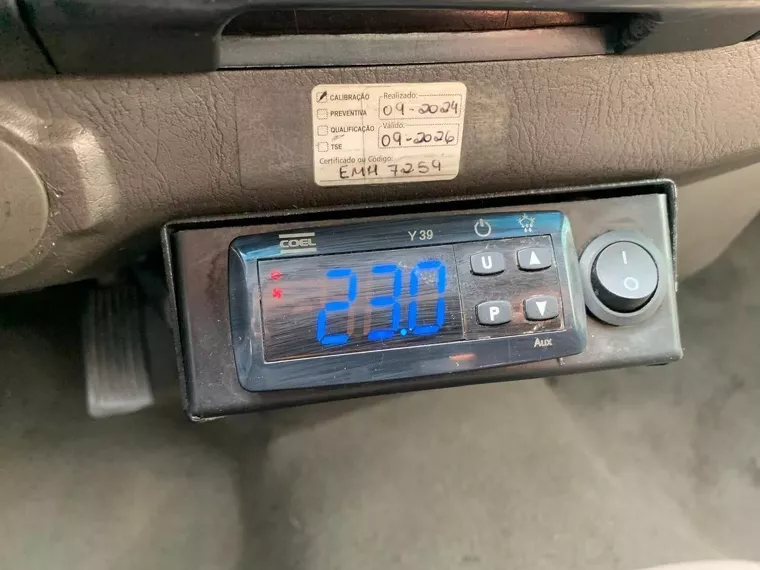 CALIBRAÇÃO
PREVENTIVA
QUALIFICAÇÃO
TSE
Realizado:
09-2024
Válido:
09-2026
Certificado ou Código:
EMH 7254
COEL
Y 39
23.0
U
P
Aux
I
O